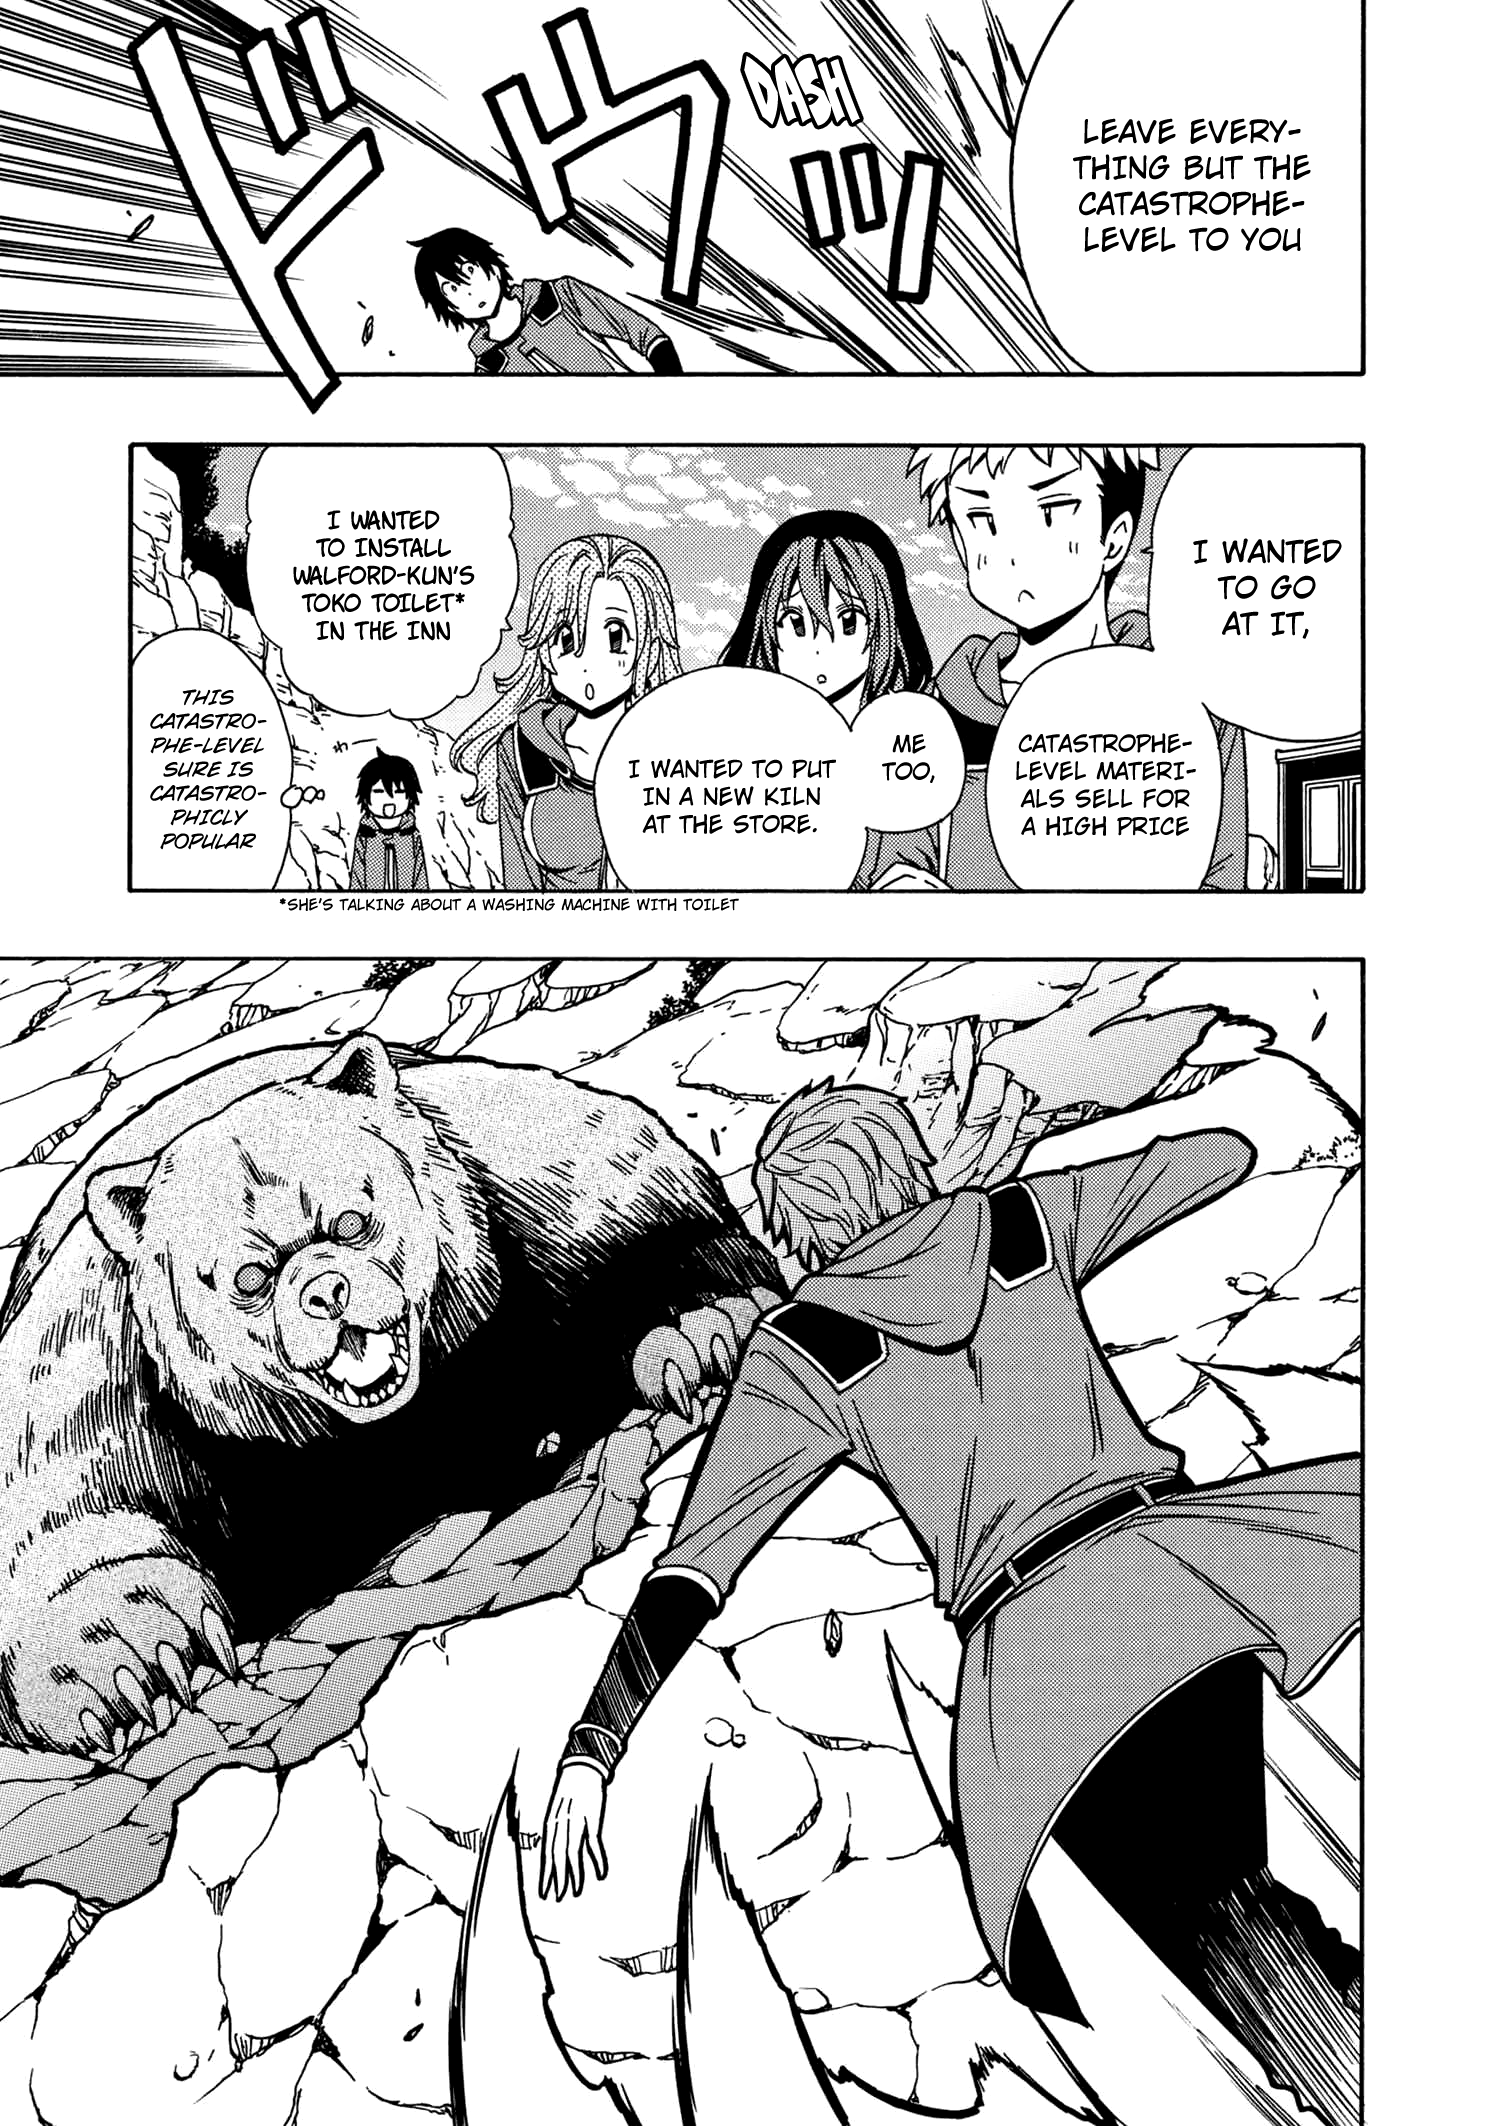 LEAVE EVERY-
THING BUT THE
CATASTROPHE-
LEVEL TO YOU
DASH
ドウッ
I WANTED
TO GO
AT IT,
CATASTROPHE-
LEVEL MATERI-
ALS SELL FOR
A HIGH PRICE
ME
TOO,
I WANTED TO PUT
IN A NEW KILN
AT THE STORE.
I WANTED
TO INSTALL
WALFORD-KUN'S
TOKO TOILET*
IN THE INN
THIS
CATASTRO-
PHE-LEVEL
SURE IS
CATASTRO-
PHICLY
POPULAR
*SHE'S TALKING ABOUT A WASHING MACHINE WITH TOILET